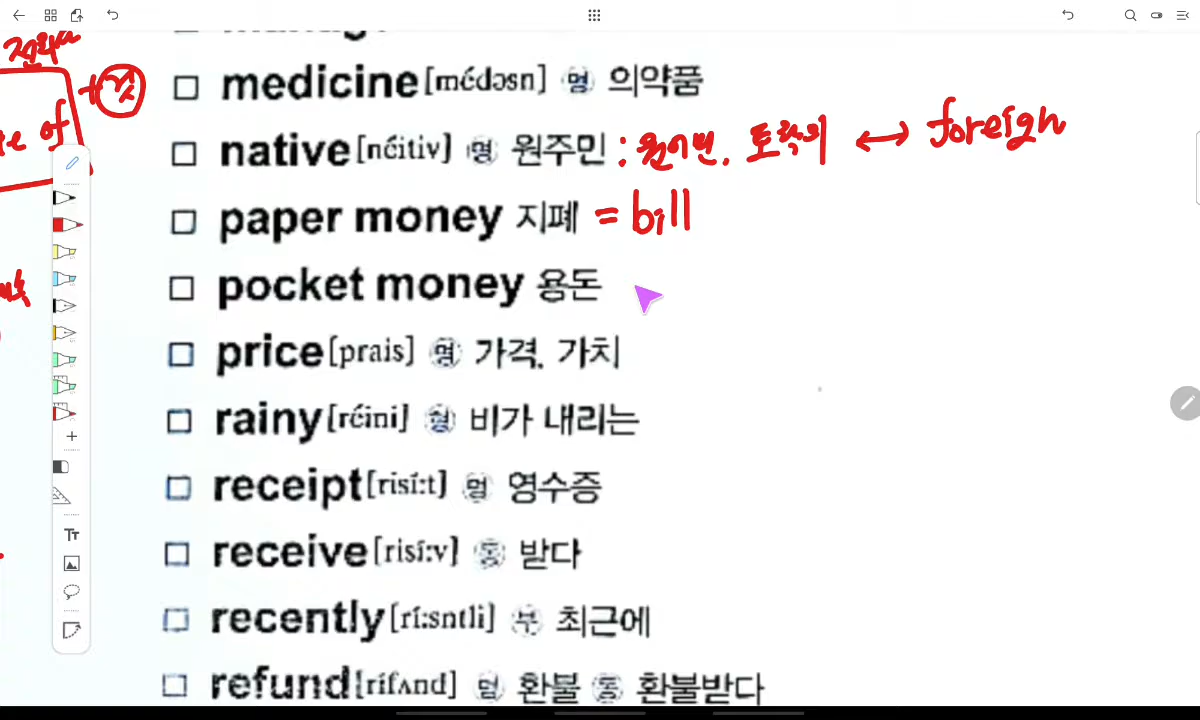 medicine[médəsn] 명 의약품
of + 것
native[néitiv] 명 원주민 : 원어민. 토착의 ↔ foreign
paper money 지폐 = bill
pocket money 용돈
price[prais] 명 가격. 가치
rainy[réini] 형 비가 내리는
receipt[risí:t] 명 영수증
receive[risí:v] 동 받다
recently[rí:sntli] 부 최근에
Tr
refund[rífʌnd] 명 환불 동 환불받다